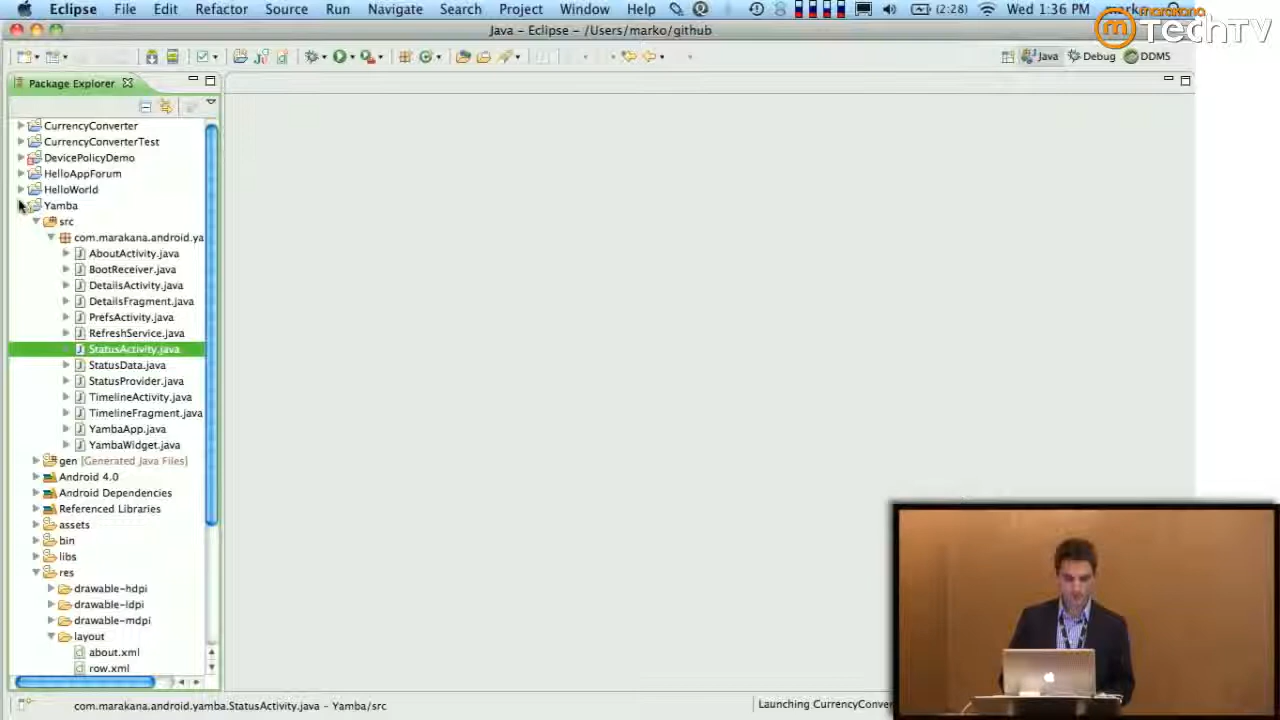 Eclipse File Edit Refactor Source Run Navigate Search Project Window Help (2:28) Wed 1:36 PM
marakana
TechTV
Java - Eclipse - /Users/marko/github
Java Debug DDMS
Package Explorer
CurrencyConverter
CurrencyConverterTest
DevicePolicyDemo
HelloAppForum
HelloWorld
Yamba
src
com.marakana.android.ya
AboutActivity.java
BootReceiver.java
DetailsActivity.java
DetailsFragment.java
PrefsActivity.java
RefreshService.java
StatusActivity.java
StatusData.java
StatusProvider.java
TimelineActivity.java
TimelineFragment.java
YambaApp.java
YambaWidget.java
gen [Generated Java Files]
Android 4.0
Android Dependencies
Referenced Libraries
assets
bin
libs
res
drawable-hdpi
drawable-ldpi
drawable-mdpi
layout
about.xml
row.xml
com.marakana.android.yamba.StatusActivity.java - Yamba/src
Launching CurrencyConver